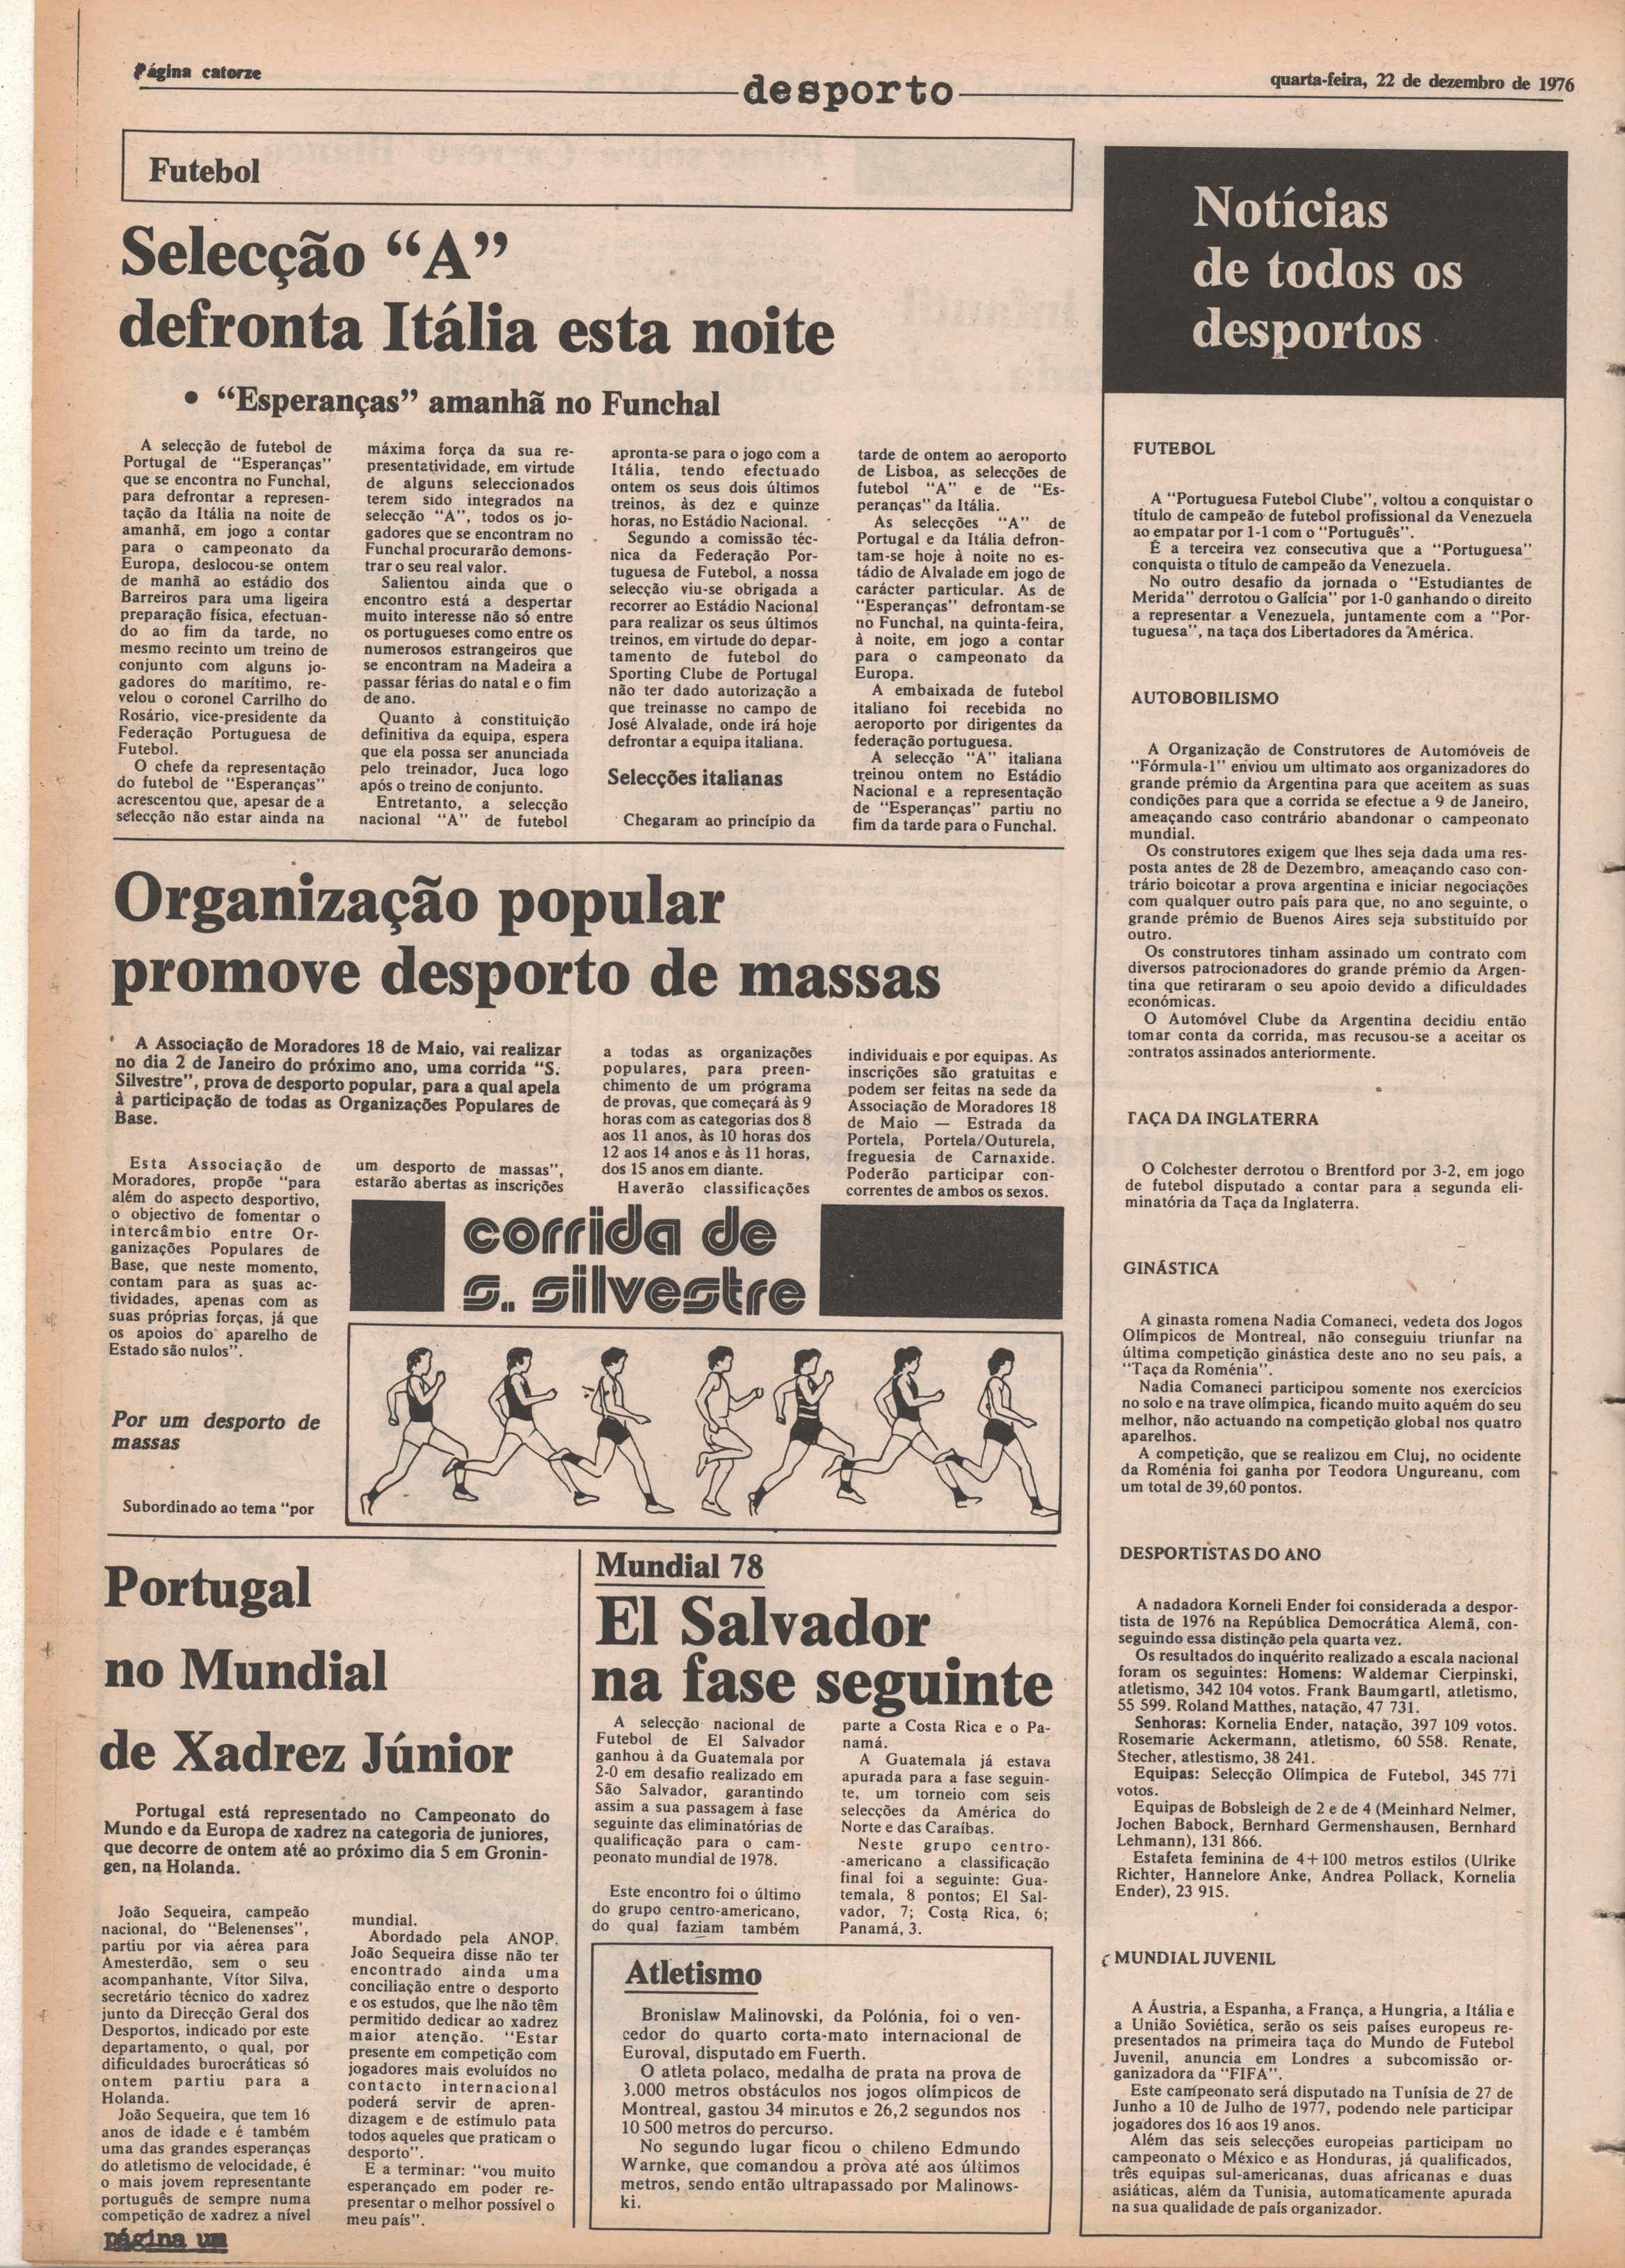 Página catorze
desporto
quarta-feira, 22 de dezembro de 1976
Futebol
Selecção “A”
defronta Itália esta noite
• “Esperanças” amanhã no Funchal
A selecção de futebol de
Portugal de “Esperanças”
que se encontra no Funchal,
para defrontar a represen-
tação da Itália na noite de
amanhã, em jogo a contar
para o campeonato da
Europa, deslocou-se ontem
de manhã ao estádio dos
Barreiros para uma ligeira
preparação física, efectuan-
do ao fim da tarde, no
mesmo recinto um treino de
conjunto com alguns jo-
gadores do marítimo, re-
velou o coronel Carrilho do
Rosário, vice-presidente da
Federação Portuguesa de
Futebol.
O chefe da representação
do futebol de “Esperanças”
acrescentou que, apesar de a
selecção não estar ainda na
máxima força da sua re-
presentatividade, em virtude
de alguns seleccionados
terem sido integrados na
selecção “A”, todos os jo-
gadores que se encontram no
Funchal procurarão demons-
trar o seu real valor.
Salientou ainda que o
encontro está a despertar
muito interesse não só entre
os portugueses como entre os
numerosos estrangeiros que
se encontram na Madeira a
passar férias do natal e o fim
de ano.
Quanto à constituição
definitiva da equipa, espera
que ela possa ser anunciada
pelo treinador, Juca logo
após o treino de conjunto.
Entretanto, a selecção
nacional “A” de futebol
apronta-se para o jogo com a
Itália, tendo efectuado
ontem os seus dois últimos
treinos, às dez e quinze
horas, no Estádio Nacional.
Segundo a comissão téc-
nica da Federação Por-
tuguesa de Futebol, a nossa
selecção viu-se obrigada a
recorrer ao Estádio Nacional
para realizar os seus últimos
treinos, em virtude do depar-
tamento de futebol do
Sporting Clube de Portugal
não ter dado autorização a
que treinasse no campo de
José Alvalade, onde irá hoje
defrontar a equipa italiana.
Selecções italianas
Chegaram ao princípio da
tarde de ontem ao aeroporto
de Lisboa, as selecções de
futebol “A” e de “Es-
peranças” da Itália.
As selecções “A” de
Portugal e da Itália defron-
tam-se hoje à noite no es-
tádio de Alvalade em jogo de
carácter particular. As de
“Esperanças” defrontam-se
no Funchal, na quinta-feira,
à noite, em jogo a contar
para o campeonato da
Europa.
A embaixada de futebol
italiano foi recebida no
aeroporto por dirigentes da
federação portuguesa.
A selecção “A” italiana
treinou ontem no Estádio
Nacional e a representação
de “Esperanças” partiu no
fim da tarde para o Funchal.
Organização popular
promove desporto de massas
A Associação de Moradores 18 de Maio, vai realizar
no dia 2 de Janeiro do próximo ano, uma corrida “S.
Silvestre”, prova de desporto popular, para a qual apela
à participação de todas as Organizações Populares de
Base.
Esta Associação de
Moradores, propõe “para
além do aspecto desportivo,
o objectivo de fomentar o
intercâmbio entre Or-
ganizações Populares de
Base, que neste momento,
contam para as suas ac-
tividades, apenas com as
suas próprias forças, já que
os apoios do aparelho de
Estado são nulos”.
Por um desporto de
massas
Subordinado ao tema “por
um desporto de massas”,
estarão abertas as inscrições
a todas as organizações
populares, para preen-
chimento de um programa
de provas, que começará às 9
horas com as categorias dos 8
aos 11 anos, às 10 horas dos
12 aos 14 anos e às 11 horas,
dos 15 anos em diante.
Haverão classificações
individuais e por equipas. As
inscrições são gratuitas e
podem ser feitas na sede da
Associação de Moradores 18
de Maio — Estrada da
Portela, Portela/Outurela,
freguesia de Carnaxide.
Poderão participar con-
correntes de ambos os sexos.
corrida de
s. silvestre
Portugal
no Mundial
de Xadrez Júnior
Portugal está representado no Campeonato do
Mundo e da Europa de xadrez na categoria de juniores,
que decorre de ontem até ao próximo dia 5 em Gronin-
gen, na Holanda.
João Sequeira, campeão
nacional, do “Belenenses”,
partiu por via aérea para
Amesterdão, sem o seu
acompanhante, Vítor Silva,
secretário técnico do xadrez
junto da Direcção Geral dos
Desportos, indicado por este
departamento, o qual, por
dificuldades burocráticas só
ontem partiu para a
Holanda.
João Sequeira, que tem 16
anos de idade e é também
uma das grandes esperanças
do atletismo de velocidade, é
o mais jovem representante
português de sempre numa
competição de xadrez a nível
mundial.
Abordado pela ANOP.
João Sequeira disse não ter
encontrado ainda uma
conciliação entre o desporto
e os estudos, que lhe não têm
permitido dedicar ao xadrez
maior atenção. “Estar
presente em competição com
jogadores mais evoluídos no
contacto internacional
poderá servir de apren-
dizagem e de estímulo pata
todos aqueles que praticam o
desporto”.
E a terminar: “vou muito
esperançado em poder re-
presentar o melhor possível o
meu país”.
página um
Mundial 78
El Salvador
na fase seguinte
A selecção nacional de
Futebol de El Salvador
ganhou à da Guatemala por
2-0 em desafio realizado em
São Salvador, garantindo
assim a sua passagem à fase
seguinte das eliminatórias de
qualificação para o cam-
peonato mundial de 1978.
Este encontro foi o último
do grupo centro-americano,
do qual faziam também
parte a Costa Rica e o Pa-
namá.
A Guatemala já estava
apurada para a fase seguin-
te, um torneio com seis
selecções da América do
Norte e das Caraíbas.
Neste grupo centro-
-americano a classificação
final foi a seguinte: Gua-
temala, 8 pontos; El Sal-
vador, 7; Costa Rica, 6;
Panamá, 3.
Atletismo
Bronislaw Malinovski, da Polónia, foi o ven-
cedor do quarto corta-mato internacional de
Euroval, disputado em Fuerth.
O atleta polaco, medalha de prata na prova de
3.000 metros obstáculos nos jogos olímpicos de
Montreal, gastou 34 minutos e 26,2 segundos nos
10 500 metros do percurso.
No segundo lugar ficou o chileno Edmundo
Warnke, que comandou a prova até aos últimos
metros, sendo então ultrapassado por Malinows-
ki.
Notícias
de todos os
desportos
FUTEBOL
A “Portuguesa Futebol Clube”, voltou a conquistar o
título de campeão de futebol profissional da Venezuela
ao empatar por 1-1 com o “Português”.
É a terceira vez consecutiva que a “Portuguesa”
conquista o título de campeão da Venezuela.
No outro desafio da jornada o “Estudiantes de
Merida” derrotou o Galícia” por 1-0 ganhando o direito
a representar a Venezuela, juntamente com a “Por-
tuguesa”, na taça dos Libertadores da América.
AUTOBOBILISMO
A Organização de Construtores de Automóveis de
“Fórmula-1” enviou um ultimato aos organizadores do
grande prémio da Argentina para que aceitem as suas
condições para que a corrida se efectue a 9 de Janeiro,
ameaçando caso contrário abandonar o campeonato
mundial.
Os construtores exigem que lhes seja dada uma res-
posta antes de 28 de Dezembro, ameaçando caso con-
trário boicotar a prova argentina e iniciar negociações
com qualquer outro país para que, no ano seguinte, o
grande prémio de Buenos Aires seja substituído por
outro.
Os construtores tinham assinado um contrato com
diversos patrocionadores do grande prémio da Argen-
tina que retiraram o seu apoio devido a dificuldades
económicas.
O Automóvel Clube da Argentina decidiu então
tomar conta da corrida, mas recusou-se a aceitar os
contratos assinados anteriormente.
TAÇA DA INGLATERRA
O Colchester derrotou o Brentford por 3-2, em jogo
de futebol disputado a contar para a segunda eli-
minatória da Taça da Inglaterra.
GINÁSTICA
A ginasta romena Nadia Comaneci, vedeta dos Jogos
Olímpicos de Montreal, não conseguiu triunfar na
última competição ginástica deste ano no seu país, a
“Taça da Roménia”.
Nadia Comaneci participou somente nos exercícios
no solo e na trave olímpica, ficando muito aquém do seu
melhor, não actuando na competição global nos quatro
aparelhos.
A competição, que se realizou em Cluj, no ocidente
da Roménia foi ganha por Teodora Ungureanu, com
um total de 39,60 pontos.
DESPORTISTAS DO ANO
A nadadora Korneli Ender foi considerada a despor-
tista de 1976 na República Democrática Alemã, con-
seguindo essa distinção pela quarta vez.
Os resultados do inquérito realizado a escala nacional
foram os seguintes: Homens: Waldemar Cierpinski,
atletismo, 342 104 votos. Frank Baumgartl, atletismo,
55 599. Roland Matthes, natação, 47 731.
Senhoras: Kornelia Ender, natação, 397 109 votos.
Rosemarie Ackermann, atletismo, 60 558. Renate,
Stecher, atlestismo, 38 241.
Equipas: Selecção Olímpica de Futebol, 345 771
votos.
Equipas de Bobsleigh de 2 e de 4 (Meinhard Nelmer,
Jochen Babock, Bernhard Germenshausen, Bernhard
Lehmann), 131 866.
Estafeta feminina de 4+100 metros estilos (Ulrike
Richter, Hannelore Anke, Andrea Pollack, Kornelia
Ender), 23 915.
MUNDIAL JUVENIL
A Áustria, a Espanha, a França, a Hungria, a Itália e
a União Soviética, serão os seis países europeus re-
presentados na primeira taça do Mundo de Futebol
Juvenil, anuncia em Londres a subcomissão or-
ganizadora da “FIFA”.
Este campeonato será disputado na Tunísia de 27 de
Junho a 10 de Julho de 1977, podendo nele participar
jogadores dos 16 aos 19 anos.
Além das seis selecções europeias participam no
campeonato o México e as Honduras, já qualificados,
três equipas sul-americanas, duas africanas e duas
asiáticas, além da Tunisia, automaticamente apurada
na sua qualidade de país organizador.